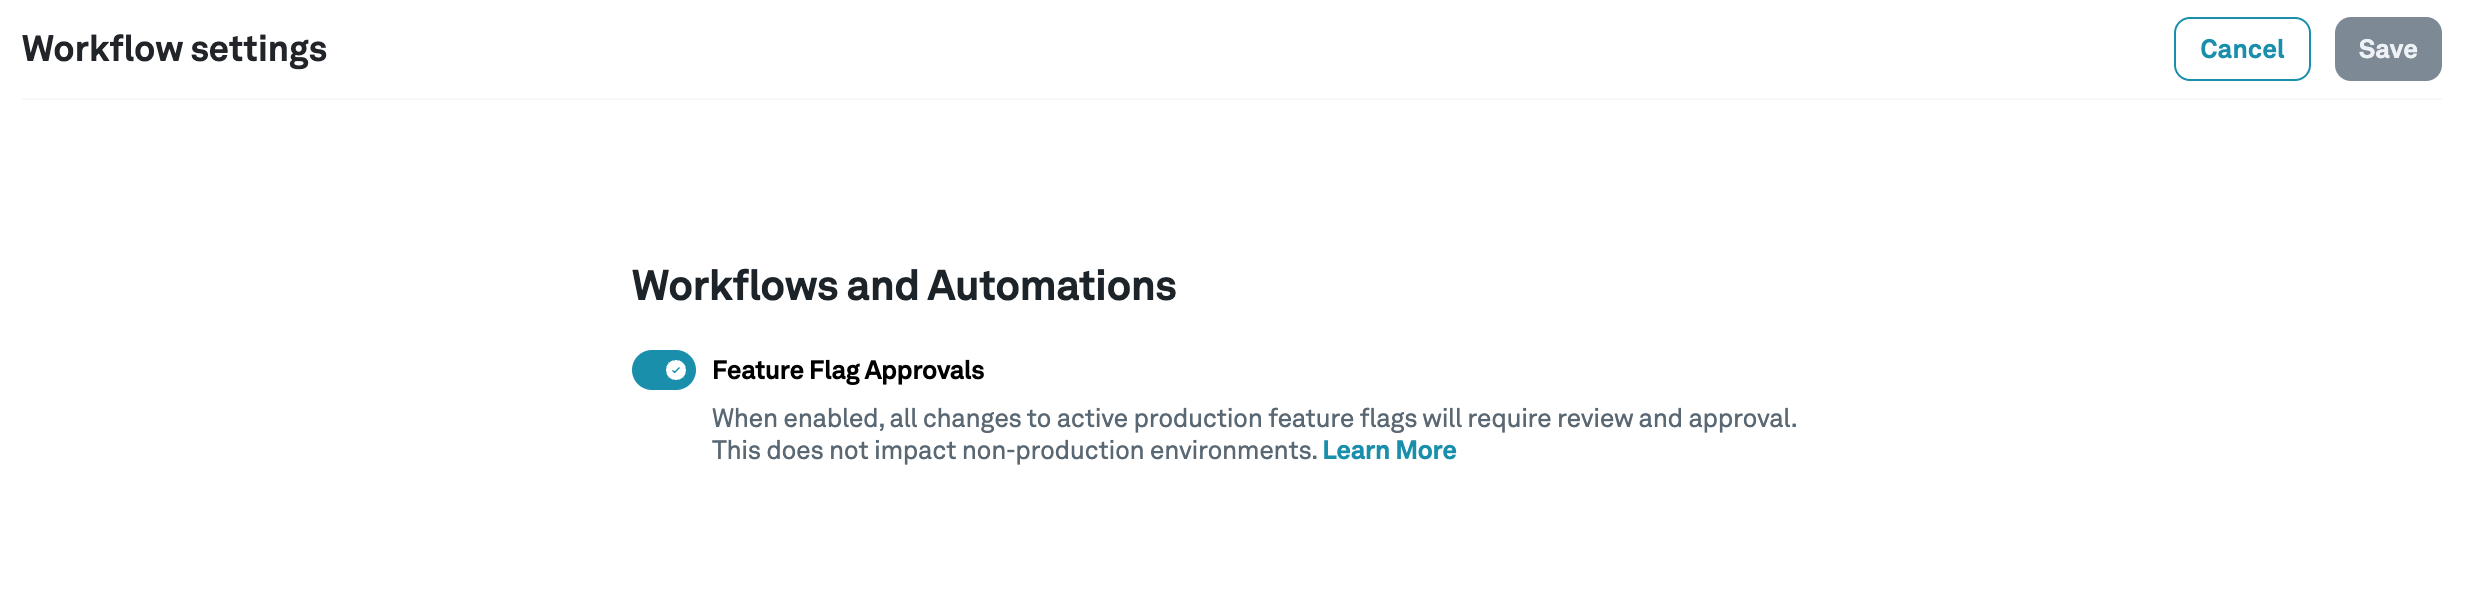 Workflow settings
Cancel
Save
Workflows and Automations
Feature Flag Approvals
When enabled, all changes to active production feature flags will require review and approval.
This does not impact non-production environments. Learn More